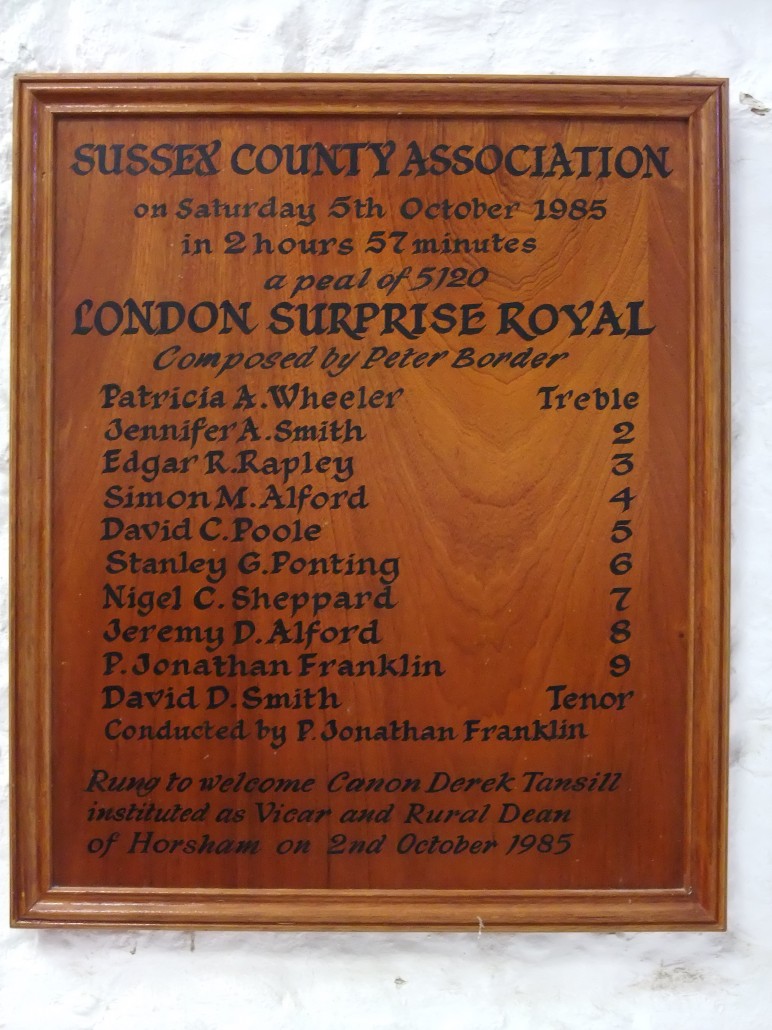 SUSSEX COUNTY ASSOCIATION
on Saturday 5th October 1985
in 2 hours 57 minutes
a peal of 5120
LONDON SURPRISE ROYAL
Composed by Peter Border
Patricia A. Wheeler Treble
Jennifer A. Smith 2
Edgar R. Rapley 3
Simon M. Alford 4
David C. Poole 5
Stanley G. Ponting 6
Nigel C. Sheppard 7
Jeremy D. Alford 8
P. Jonathan Franklin 9
David D. Smith Tenor
Conducted by P. Jonathan Franklin
Rung to welcome Canon Derek Tansill
instituted as Vicar and Rural Dean
of Horsham on 2nd October 1985